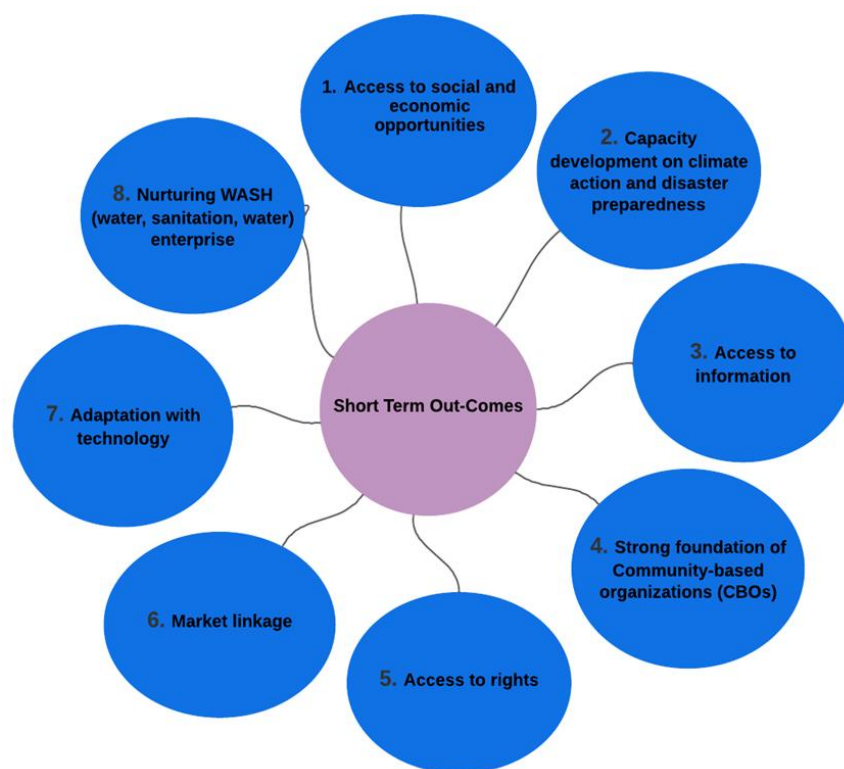 1. Access to social and
economic
opportunities
2. Capacity
development on climate
action and disaster
preparedness
8. Nurturing WASH
(water, sanitation, water)
enterprise
3. Access to
information
Short Term Out-Comes
7. Adaptation with
technology
4. Strong foundation of
Community-based
organizations (CBOs)
6. Market linkage
5. Access to rights